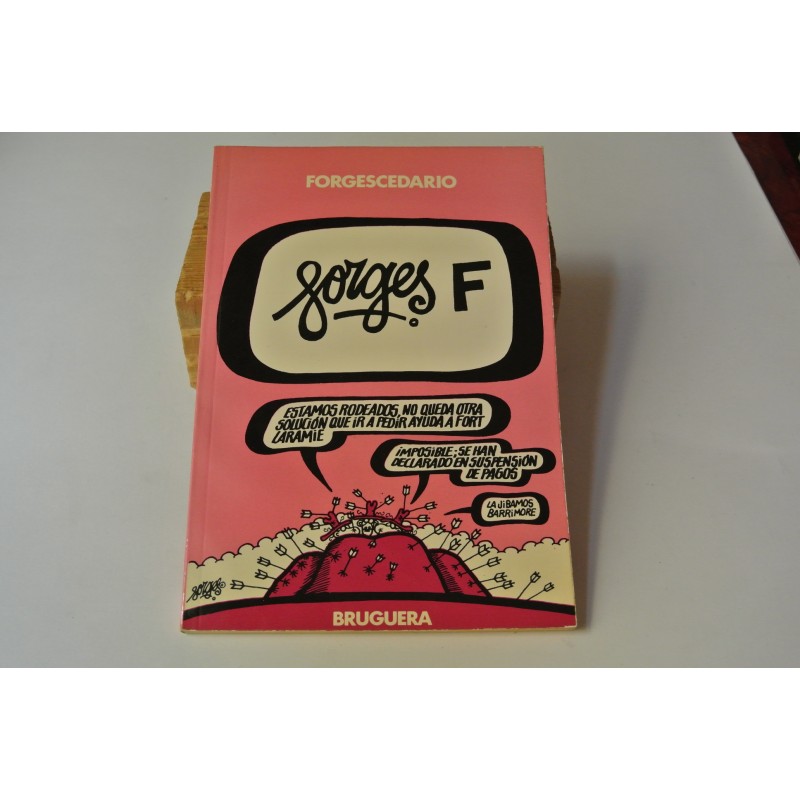 FORGESCEDARIO
forges F
ESTAMOS RODEADOS, NO QUEDA OTRA
SOLUCIÓN QUE IR A PEDIR AYUDA A FORT
LARAMIE
iMPOSIBLE; SE HAN
DECLARADO EN SUSPENSiÓN
DE PAGOS
LA JiBAMOS
BARRiMORE
forges
BRUGUERA